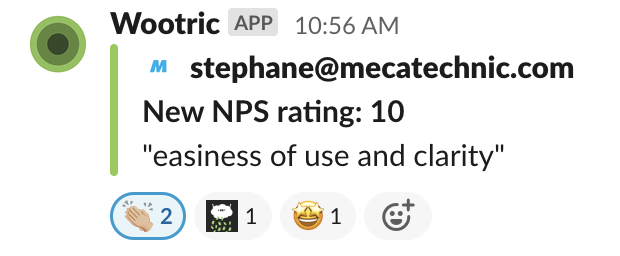 Wootric APP 10:56 AM
M stephane@mecatechnic.com
New NPS rating: 10
"easiness of use and clarity"
2 1 1